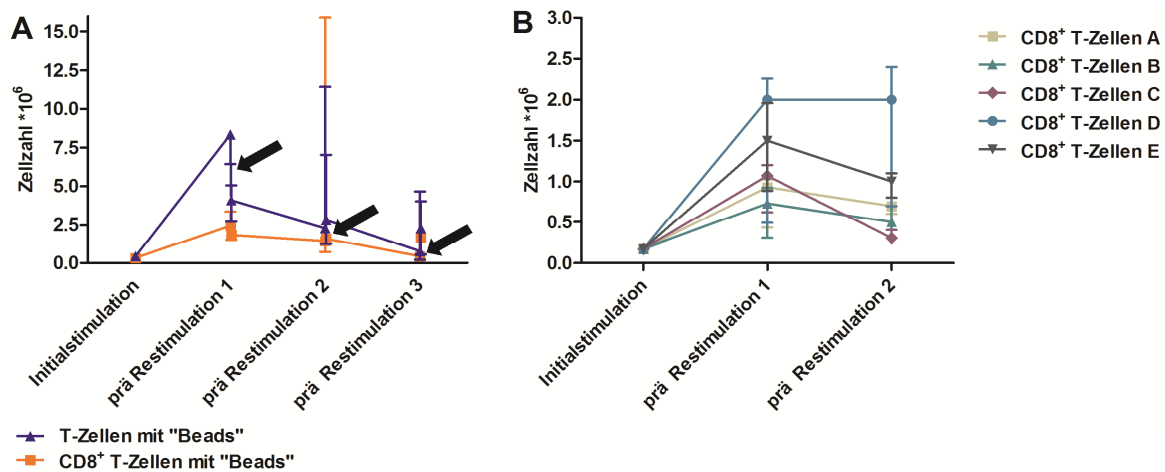 A
Zellzahl *10⁶
15.0
12.5
10.0
7.5
5.0
2.5
0.0
Initialstimulation
prä Restimulation 1
prä Restimulation 2
prä Restimulation 3
T-Zellen mit "Beads"
CD8⁺ T-Zellen mit "Beads"
B
Zellzahl *10⁶
3.0
2.5
2.0
1.5
1.0
0.5
0.0
Initialstimulation
prä Restimulation 1
prä Restimulation 2
CD8⁺ T-Zellen A
CD8⁺ T-Zellen B
CD8⁺ T-Zellen C
CD8⁺ T-Zellen D
CD8⁺ T-Zellen E